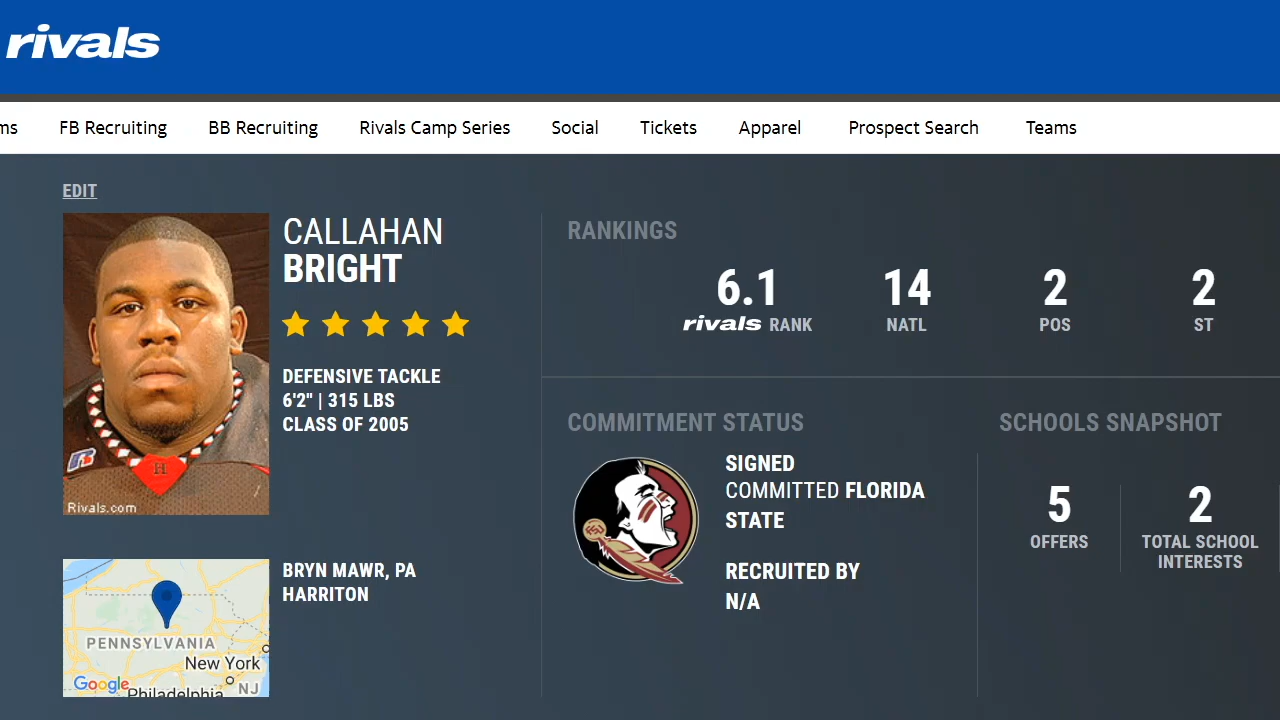 rivals
ms FB Recruiting BB Recruiting Rivals Camp Series Social Tickets Apparel Prospect Search Teams
EDIT
CALLAHAN
BRIGHT
DEFENSIVE TACKLE
6'2" | 315 LBS
CLASS OF 2005
H
Rivals.com
BRYN MAWR, PA
HARRITON
PENNSYLVANIA
New York
Google
Philadelphia
NJ
RANKINGS
6.1 14 2 2
rivals RANK NATL POS ST
COMMITMENT STATUS
SIGNED
COMMITTED FLORIDA
STATE
RECRUITED BY
N/A
SCHOOLS SNAPSHOT
5 2
OFFERS TOTAL SCHOOL
INTERESTS